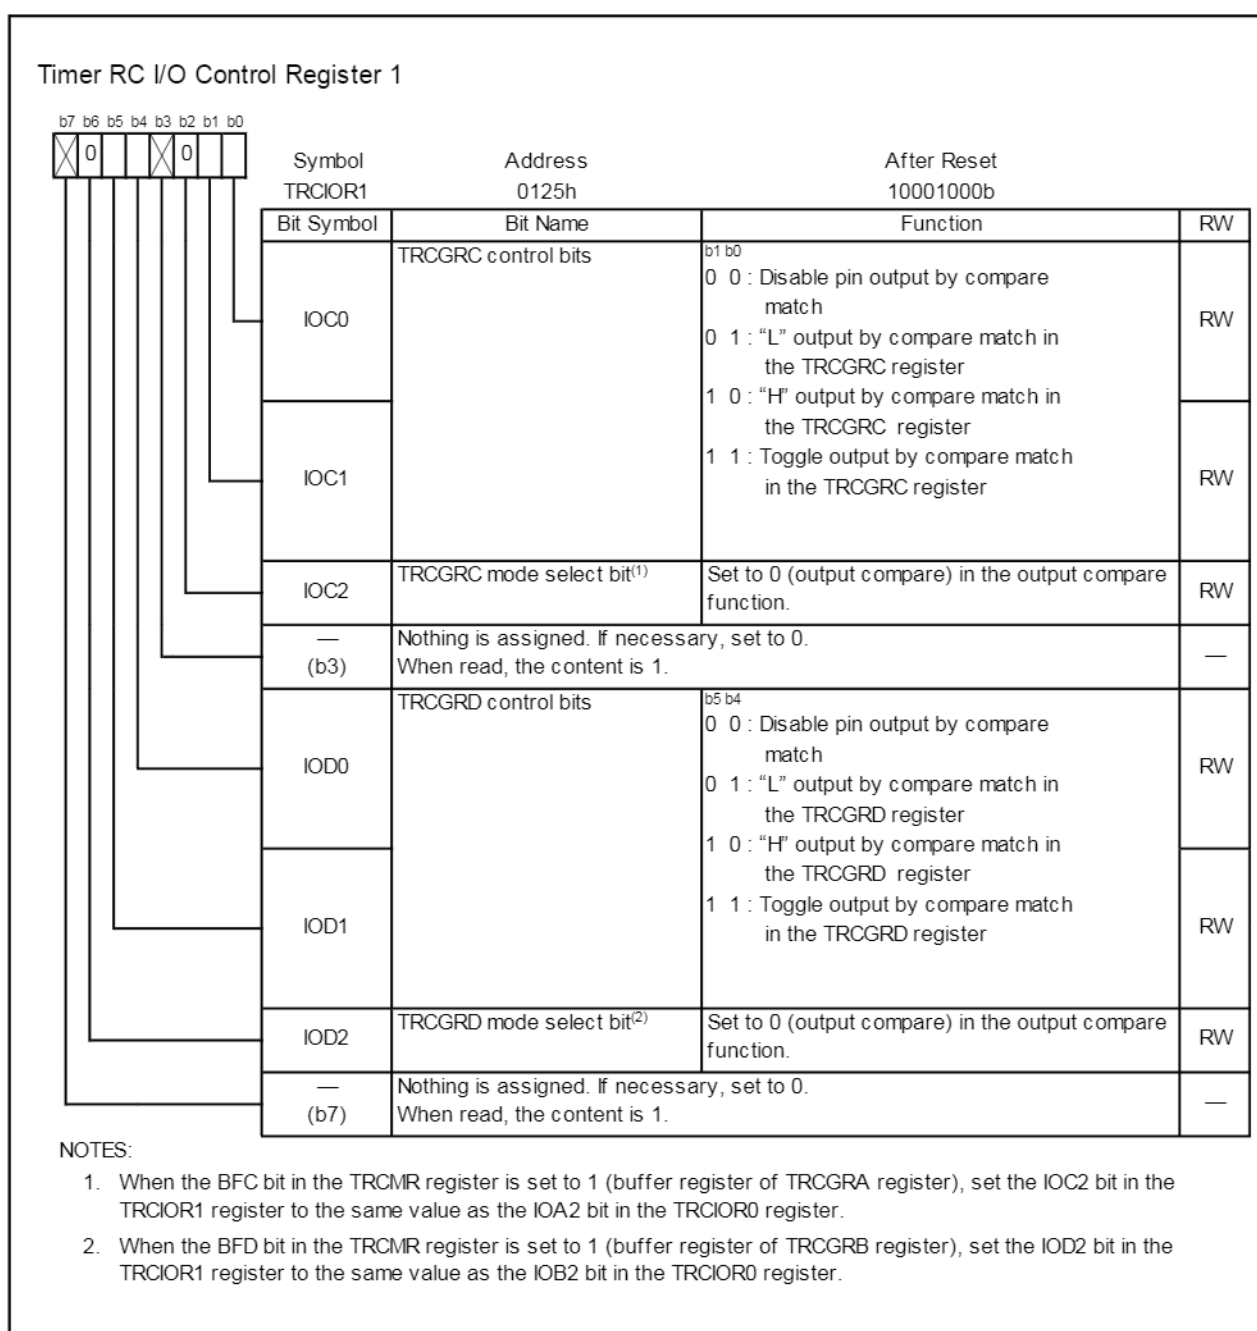 Timer RC I/O Control Register 1
b7 b6 b5 b4 b3 b2 b1 b0
0 0
Symbol Address After Reset
TRCIOR1 0125h 10001000b
Bit Symbol Bit Name Function RW
IOC0 TRCGRC control bits b1 b0
0 0 : Disable pin output by compare
match
0 1 : “L” output by compare match in
the TRCGRC register
RW
1 0 : “H” output by compare match in
the TRCGRC register
1 1 : Toggle output by compare match
in the TRCGRC register
IOC1 RW
IOC2 TRCGRC mode select bit(1) Set to 0 (output compare) in the output compare
function.
RW
—
(b3)
Nothing is assigned. If necessary, set to 0.
When read, the content is 1.
—
IOD0 TRCGRD control bits b5 b4
0 0 : Disable pin output by compare
match
0 1 : “L” output by compare match in
the TRCGRD register
RW
1 0 : “H” output by compare match in
the TRCGRD register
1 1 : Toggle output by compare match
in the TRCGRD register
IOD1 RW
IOD2 TRCGRD mode select bit(2) Set to 0 (output compare) in the output compare
function.
RW
—
(b7)
Nothing is assigned. If necessary, set to 0.
When read, the content is 1.
—
NOTES:
1. When the BFC bit in the TRCMR register is set to 1 (buffer register of TRCGRA register), set the IOC2 bit in the
TRCIOR1 register to the same value as the IOA2 bit in the TRCIOR0 register.
2. When the BFD bit in the TRCMR register is set to 1 (buffer register of TRCGRB register), set the IOD2 bit in the
TRCIOR1 register to the same value as the IOB2 bit in the TRCIOR0 register.